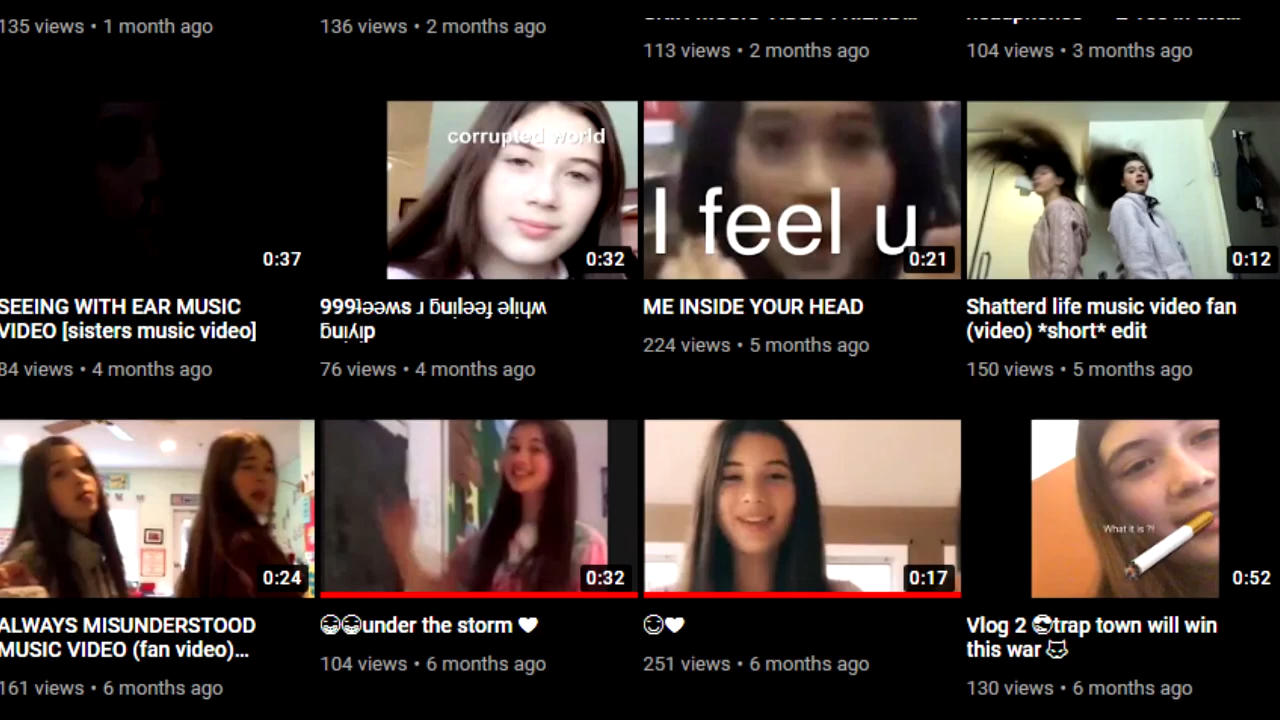 135 views • 1 month ago
136 views • 2 months ago
113 views • 2 months ago
104 views • 3 months ago
corrupted world
I feel u
0:37
0:32
0:21
0:12
SEEING WITH EAR MUSIC
VIDEO [sisters music video]
84 views • 4 months ago
999ʇǝǝʍs ɹ ƃuılǝǝɟ ǝlıɥʍ
ƃuıʎıp
76 views • 4 months ago
ME INSIDE YOUR HEAD
224 views • 5 months ago
Shatterd life music video fan
(video) *short* edit
150 views • 5 months ago
What it is ?!
0:24
0:32
0:17
0:52
ALWAYS MISUNDERSTOOD
MUSIC VIDEO (fan video)...
161 views • 6 months ago
😂😂under the storm ♥
104 views • 6 months ago
😊♥
251 views • 6 months ago
Vlog 2 😎trap town will win
this war 😼
130 views • 6 months ago